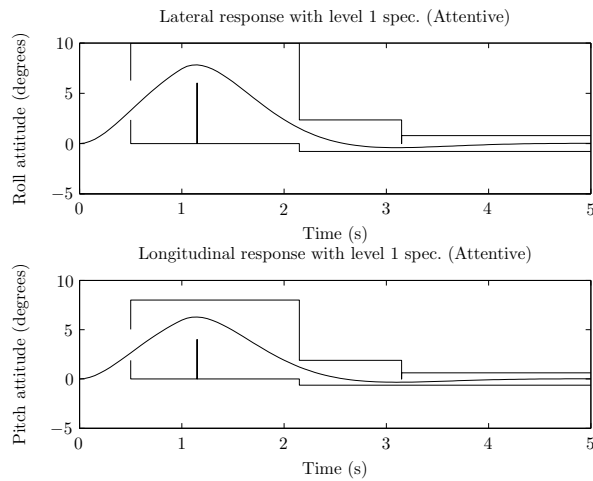 Lateral response with level 1 spec. (Attentive)
Roll attitude (degrees)
10
5
0
−5
0 1 2 3 4 5
Time (s)
Longitudinal response with level 1 spec. (Attentive)
Pitch attitude (degrees)
10
5
0
−5
0 1 2 3 4 5
Time (s)